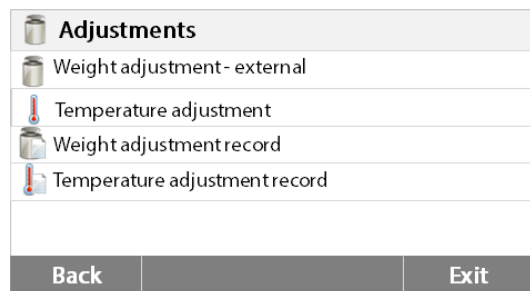 Adjustments
Weight adjustment - external
Temperature adjustment
Weight adjustment record
Temperature adjustment record
Back Exit